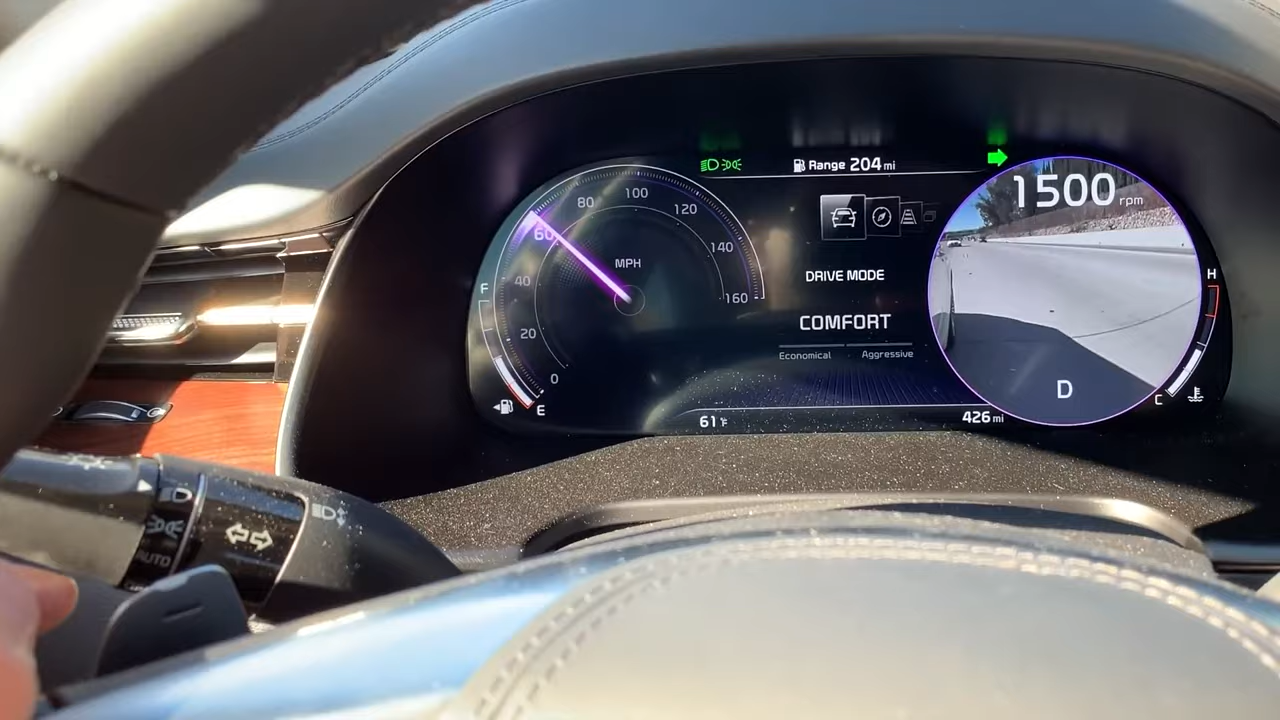 Range 204 mi
1500 rpm
100
80
120
60
MPH
140
40
160
20
0
F
E
DRIVE MODE
COMFORT
Economical
Aggressive
H
C
D
61°F
426 mi
AUTO